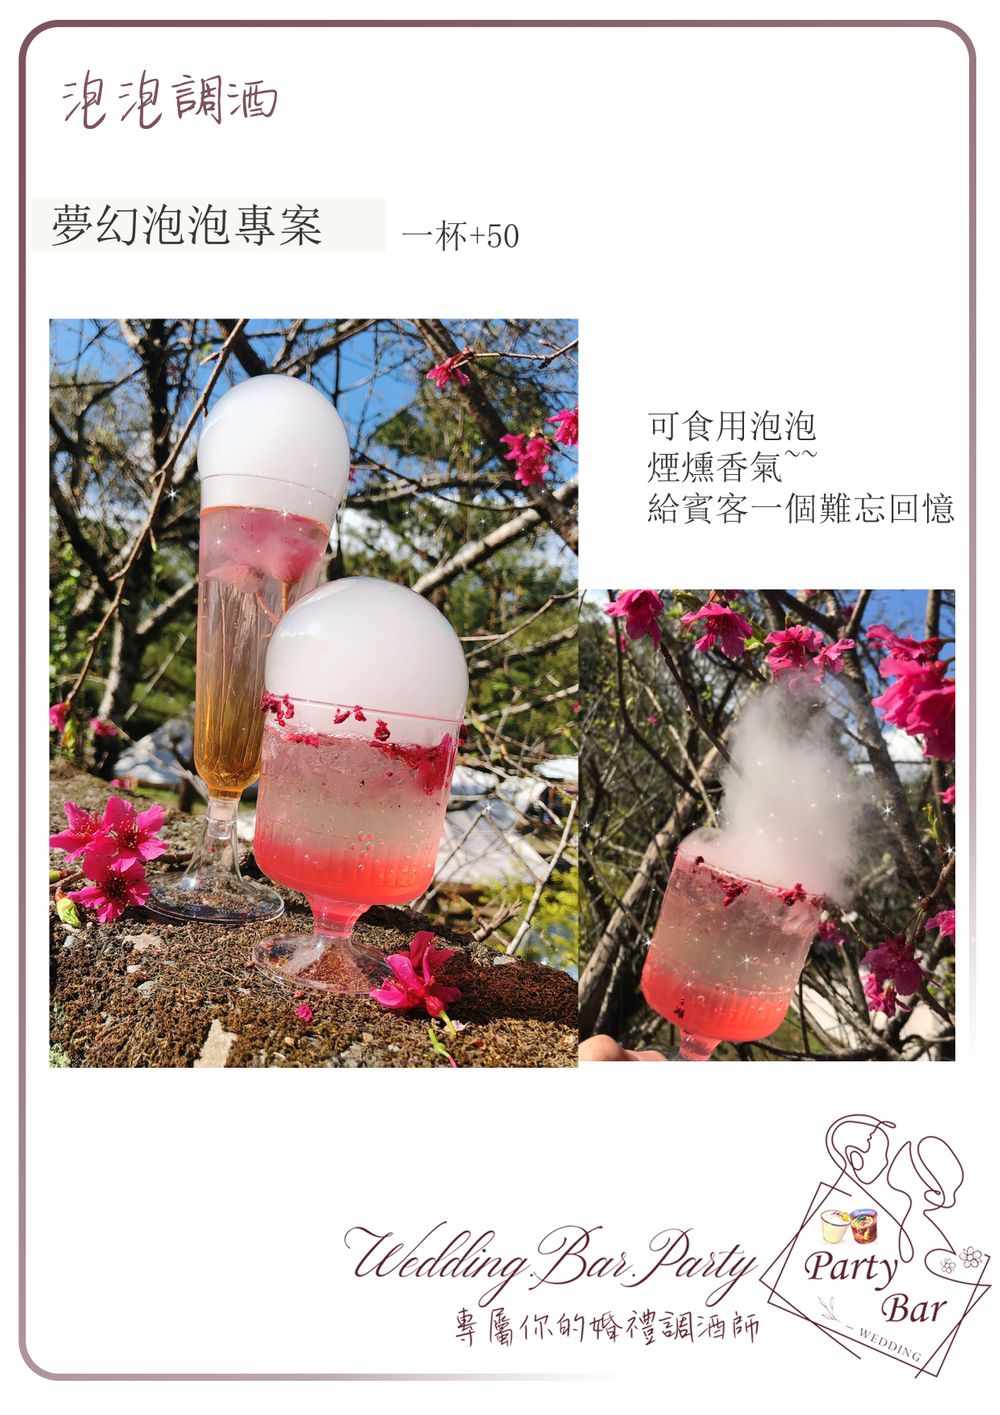 泡泡調酒
夢幻泡泡專案
一杯+50
可食用泡泡
煙燻香氣~~
給賓客一個難忘回憶
Wedding.Bar.Party
專屬你的婚禮調酒師
Party
Bar
- WEDDING